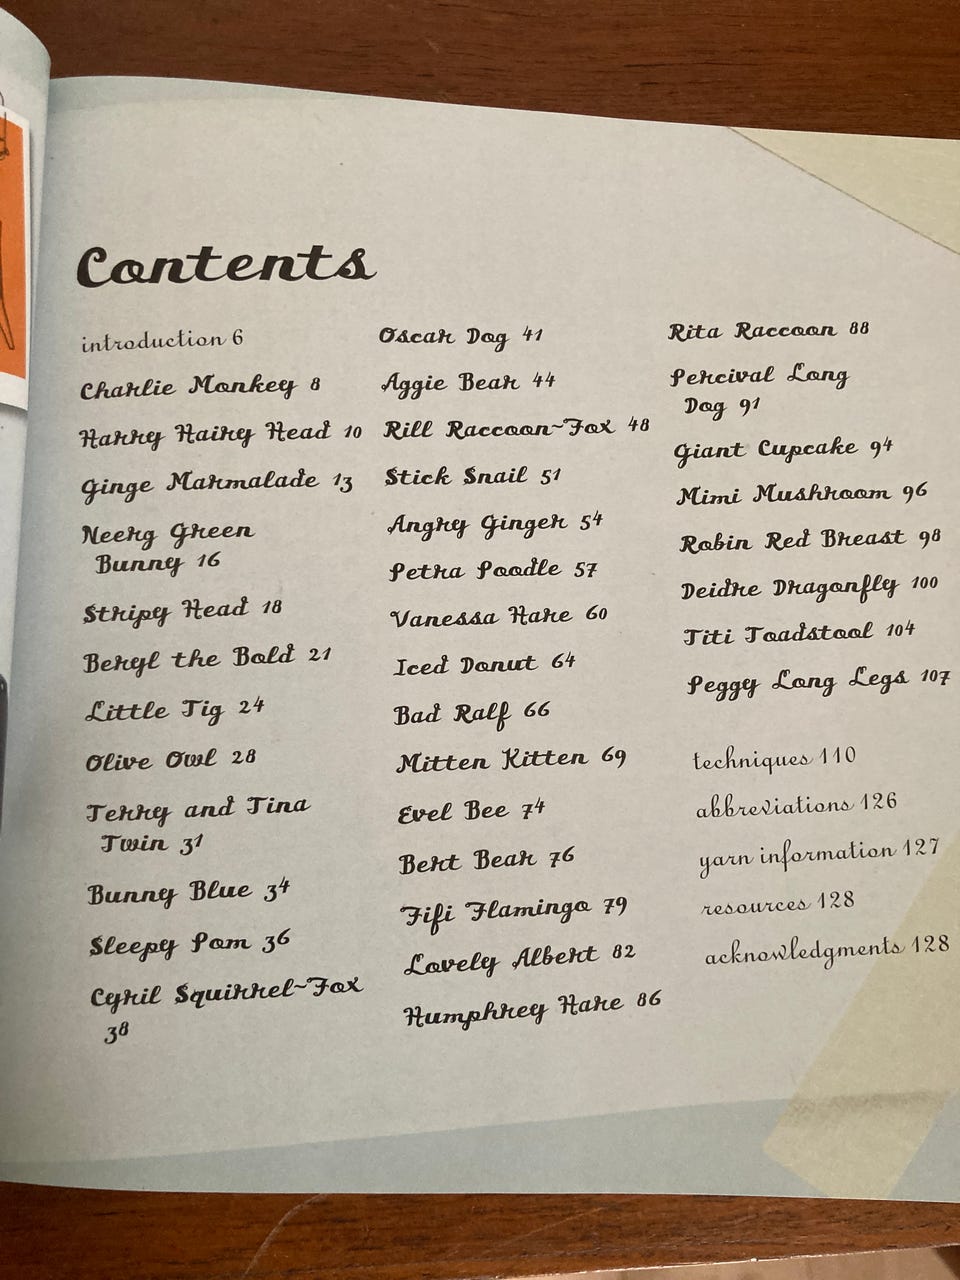 Contents
introduction 6
Charlie Monkey 8
Harry Hairy Head 10
Ginge Marmalade 13
Neerg Green
Bunny 16
Stripy Head 18
Beryl the Bold 21
Little Tig 24
Olive Owl 28
Terry and Tina
Twin 31
Bunny Blue 34
Sleepy Pom 36
Cyril Squirrel~Fox
38
Oscar Dog 41
Aggie Bear 44
Rill Raccoon~Fox 48
Stick Snail 51
Angry Ginger 54
Petra Poodle 57
Vanessa Hare 60
Iced Donut 64
Bad Ralf 66
Mitten Kitten 69
Evel Bee 74
Bert Bear 76
Fifi Flamingo 79
Lovely Albert 82
Humphrey Hare 86
Rita Raccoon 88
Percival Long
Dog 91
Giant Cupcake 94
Mimi Mushroom 96
Robin Red Breast 98
Deidre Dragonfly 100
Titi Toadstool 104
Peggy Long Legs 107
techniques 110
abbreviations 126
yarn information 127
resources 128
acknowledgments 128